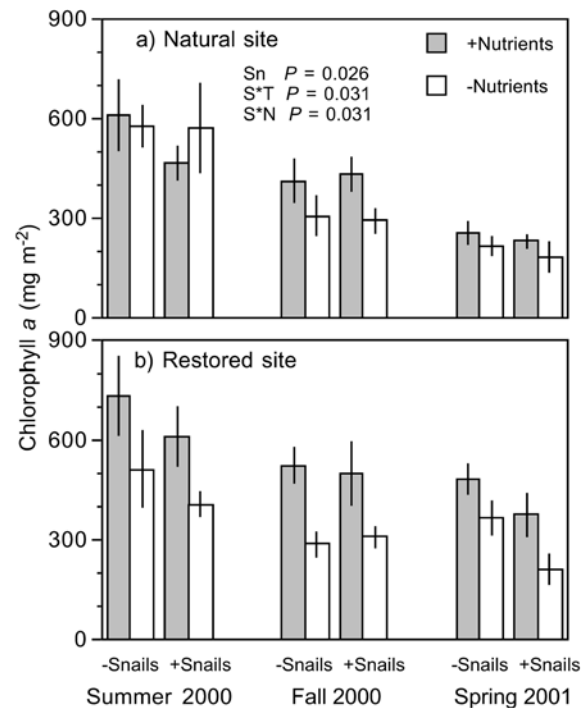 900
a) Natural site
+Nutrients
-Nutrients
Sn P = 0.026
S*T P = 0.031
S*N P = 0.031
600
300
0
Chlorophyll a (mg m-2)
900
b) Restored site
600
300
0
-Snails +Snails -Snails +Snails -Snails +Snails
Summer 2000 Fall 2000 Spring 2001